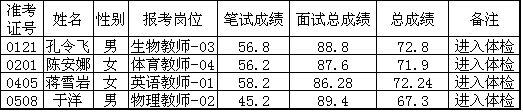 准考证号 姓名 性别 报考岗位 笔试成绩 面试总成绩 总成绩 备注
0121 孔令飞 男 生物教师-03 56.8 88.8 72.8 进入体检
0201 陈安娜 女 体育教师-04 56.2 87.6 71.9 进入体检
0405 蒋雪岩 女 英语教师-01 58.2 86.28 72.24 进入体检
0508 于洋 男 物理教师-02 45.2 89.4 67.3 进入体检